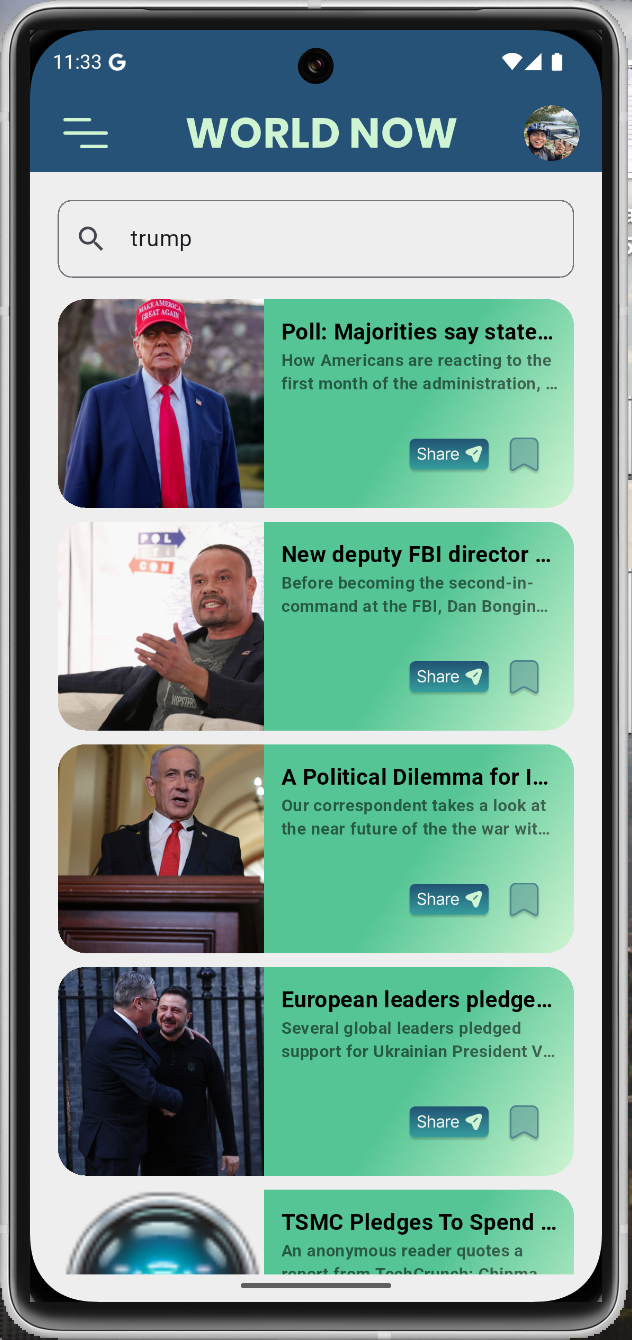 11:33 G
WORLD NOW
trump
MAKE AMERICA
GREAT AGAIN
Poll: Majorities say state…
How Americans are reacting to the
first month of the administration, …
Share
POL
ITI
CON
HIPSTERS
New deputy FBI director …
Before becoming the second-in-
command at the FBI, Dan Bongin…
Share
A Political Dilemma for I…
Our correspondent takes a look at
the near future of the the war wit…
Share
European leaders pledge…
Several global leaders pledged
support for Ukrainian President V…
Share
TSMC Pledges To Spend …
An anonymous reader quotes a
report from TechCrunch: Chipma…